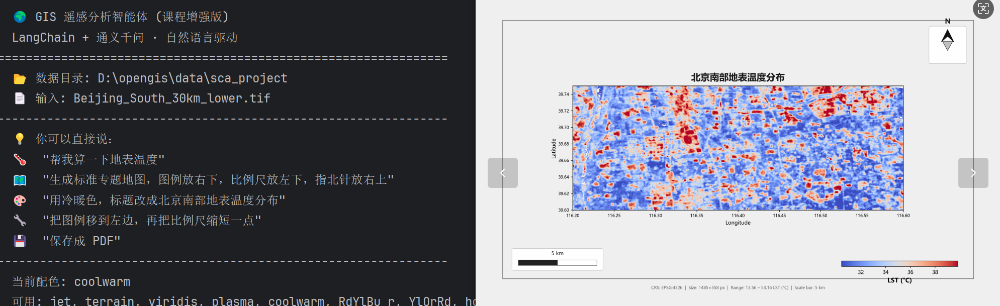 GIS 遥感分析智能体 (课程增强版)
LangChain + 通义千问 · 自然语言驱动
================================================================================
数据目录: D:\opengis\data\sca_project
输入: Beijing_South_30km_lower.tif
--------------------------------------------------------------------------------
你可以直接说:
"帮我算一下地表温度"
"生成标准专题地图, 图例放右下, 比例尺放左下, 指北针放右上"
"用冷暖色, 标题改成北京南部地表温度分布"
"把图例移到左边, 再把比例尺缩短一点"
"保存成 PDF"
--------------------------------------------------------------------------------
当前配色: coolwarm
可用: jet, terrain, viridis, plasma, coolwarm, RdYlBu_r, YlOrRd, ho
文
N
北京南部地表温度分布
39.74
39.72
39.70
39.68
39.66
39.64
39.62
39.60
Latitude
116.20 116.25 116.30 116.35 116.40 116.45 116.50 116.55 116.60
Longitude
5 km
32 34 36 38
LST (°C)
CRS: EPSG:4326 | Size: 1485×558 px | Range: 13.56 – 53.16 LST (°C) | Scale bar: 5 km